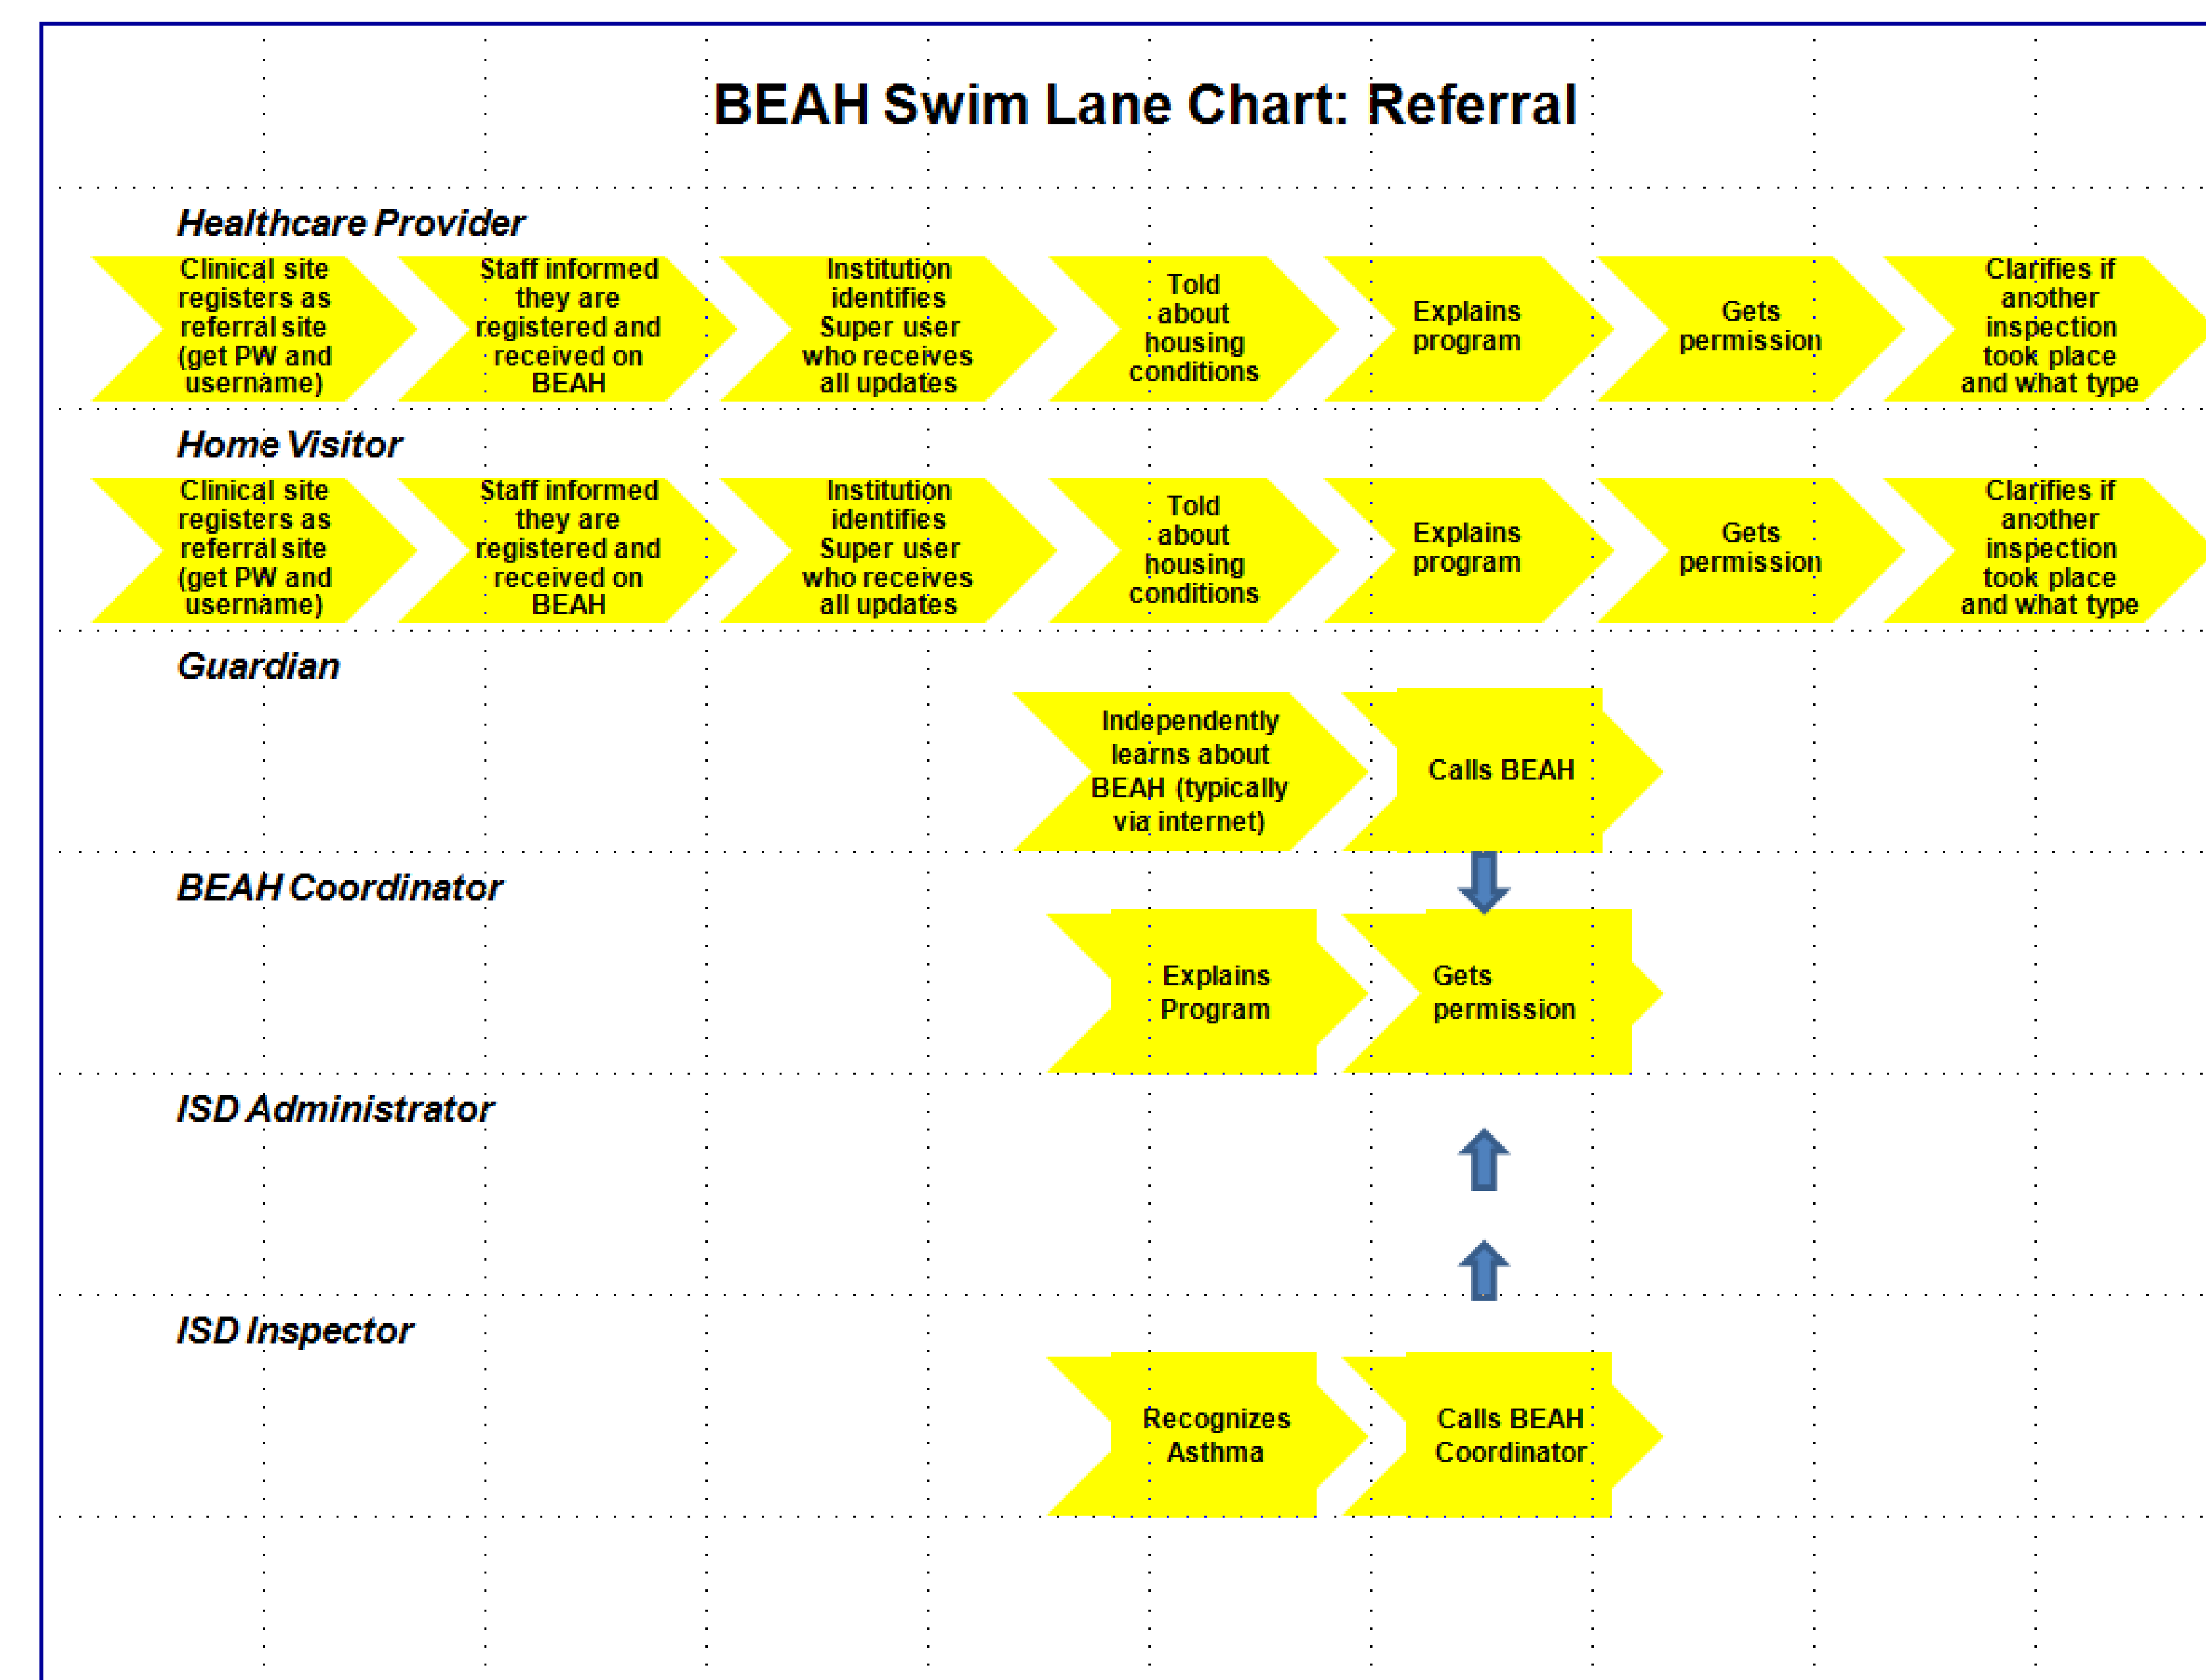 BEAH Swim Lane Chart: Referral
Healthcare Provider
Clinical site
registers as
referral site
(get PW and
username)
Staff informed
they are
registered and
received on
BEAH
Institution
identifies
Super user
who receives
all updates
Told
about
housing
conditions
Explains
program
Gets
permission
Clarifies if
another
inspection
took place
and what type
Home Visitor
Clinical site
registers as
referral site
(get PW and
username)
Staff informed
they are
registered and
received on
BEAH
Institution
identifies
Super user
who receives
all updates
Told
about
housing
conditions
Explains
program
Gets
permission
Clarifies if
another
inspection
took place
and what type
Guardian
Independently
learns about
BEAH (typically
via internet)
Calls BEAH
BEAH Coordinator
Explains
Program
Gets
permission
ISD Administrator
ISD Inspector
Recognizes
Asthma
Calls BEAH
Coordinator